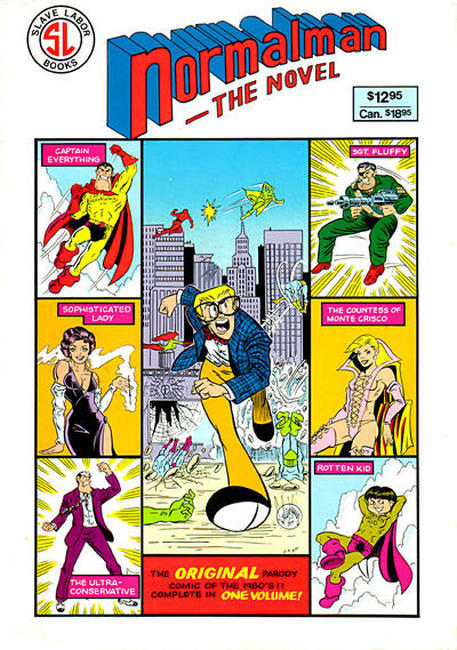 SLAVE LABOR
SL
BOOKS
normalman
—THE NOVEL
$12.95
Can. $18.95
CAPTAIN
EVERYTHING
SGT. FLUFFY
SOPHISTICATED
LADY
THE COUNTESS OF
MONTE CRISCO
THE ULTRA-
CONSERVATIVE
ROTTEN KID
THE ORIGINAL PARODY
COMIC OF THE 1980'S!!
COMPLETE IN ONE VOLUME!